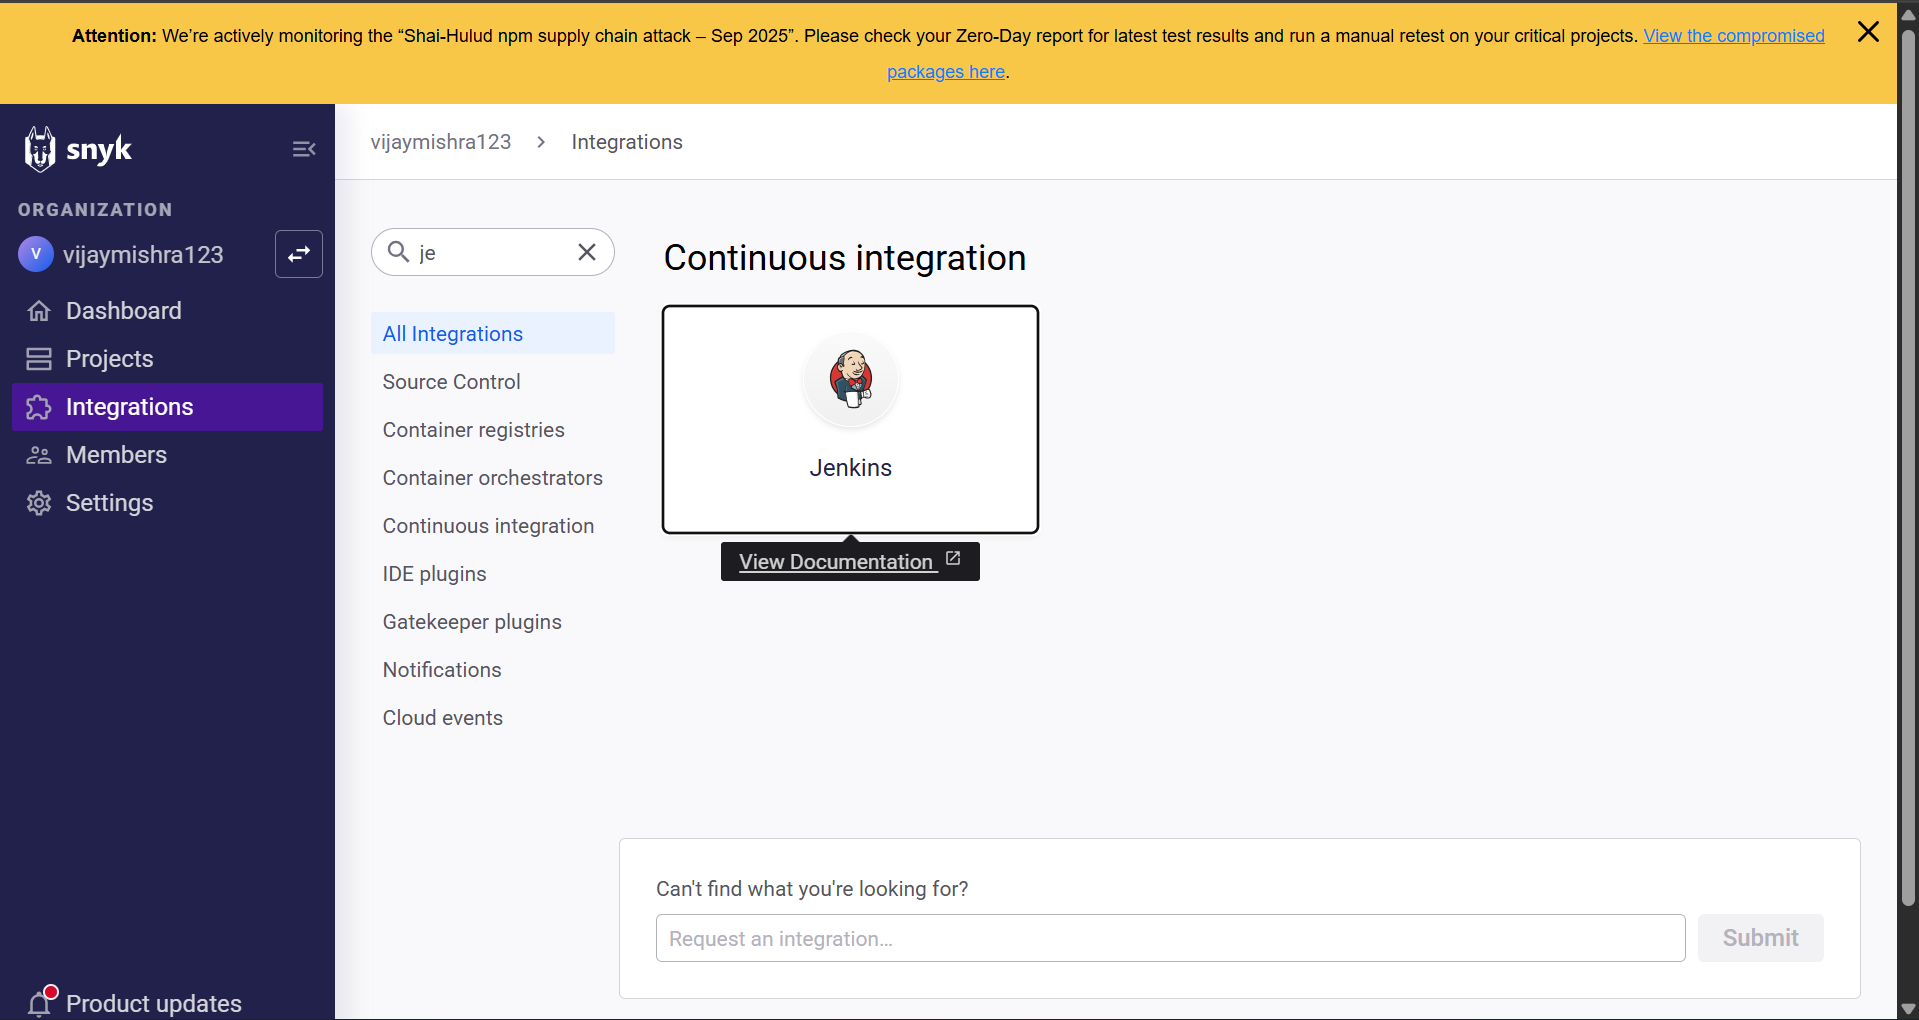 Attention: We’re actively monitoring the “Shai-Hulud npm supply chain attack – Sep 2025”. Please check your Zero-Day report for latest test results and run a manual retest on your critical projects. View the compromised
packages here.
snyk
ORGANIZATION
V vijaymishra123
Dashboard
Projects
Integrations
Members
Settings
Product updates
vijaymishra123 > Integrations
je
All Integrations
Source Control
Container registries
Container orchestrators
Continuous integration
IDE plugins
Gatekeeper plugins
Notifications
Cloud events
Continuous integration
Jenkins
View Documentation
Can't find what you're looking for?
Request an integration...
Submit